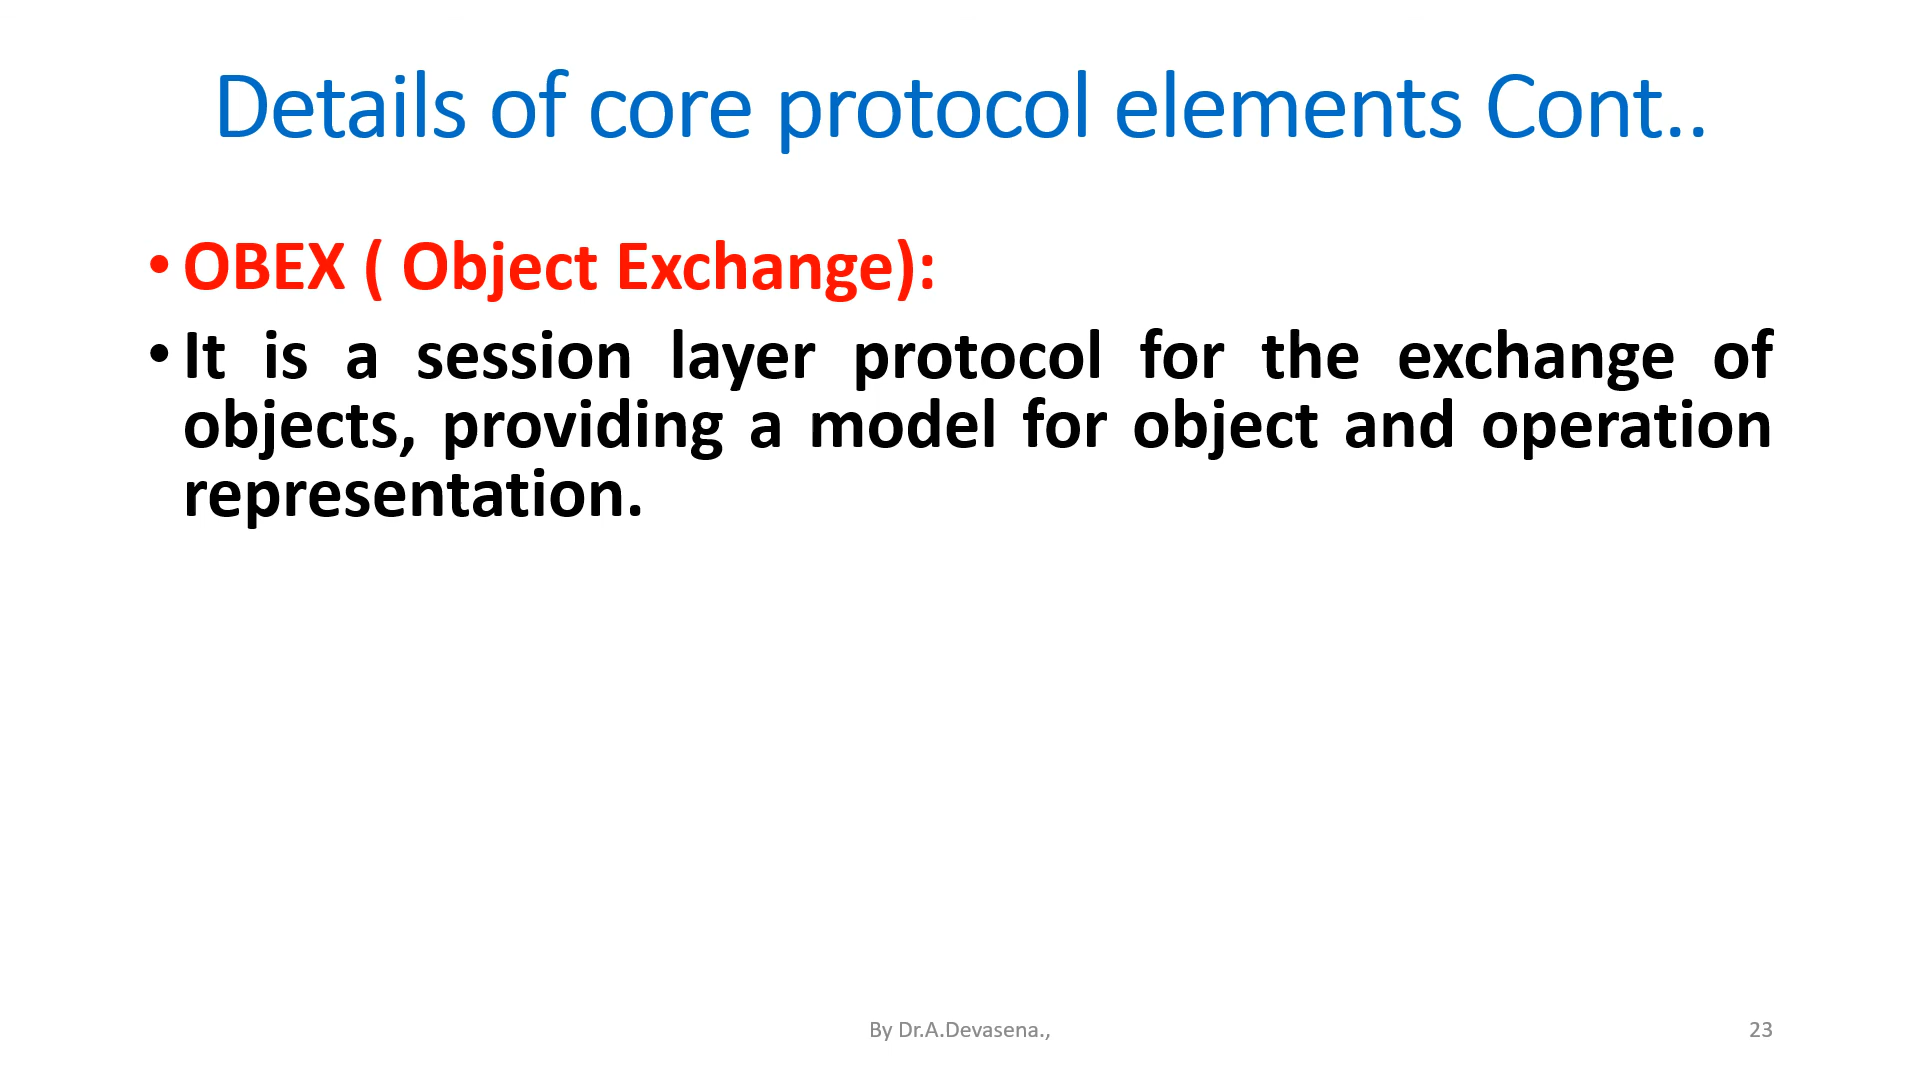 Details of core protocol elements Cont..
• OBEX ( Object Exchange):
• It is a session layer protocol for the exchange of
objects, providing a model for object and operation
representation.
By Dr.A.Devasena.,
23